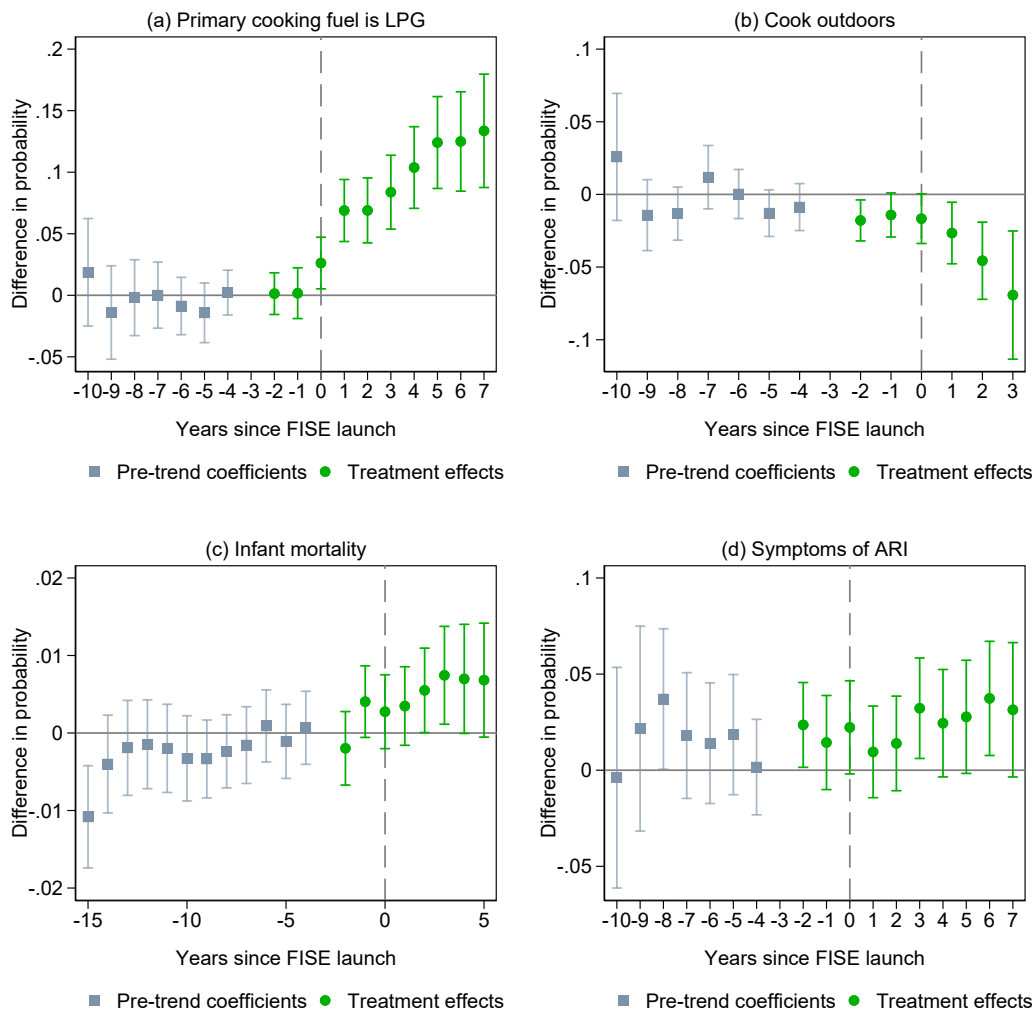 (a) Primary cooking fuel is LPG
Difference in probability
.2
.15
.1
.05
0
-.05
-10 -9 -8 -7 -6 -5 -4 -3 -2 -1 0 1 2 3 4 5 6 7
Years since FISE launch
Pre-trend coefficients Treatment effects
(b) Cook outdoors
Difference in probability
.1
.05
0
-.05
-.1
-10 -9 -8 -7 -6 -5 -4 -3 -2 -1 0 1 2 3
Years since FISE launch
Pre-trend coefficients Treatment effects
(c) Infant mortality
Difference in probability
.02
.01
0
-.01
-.02
-15 -10 -5 0 5
Years since FISE launch
Pre-trend coefficients Treatment effects
(d) Symptoms of ARI
Difference in probability
.1
.05
0
-.05
-10 -9 -8 -7 -6 -5 -4 -3 -2 -1 0 1 2 3 4 5 6 7
Years since FISE launch
Pre-trend coefficients Treatment effects